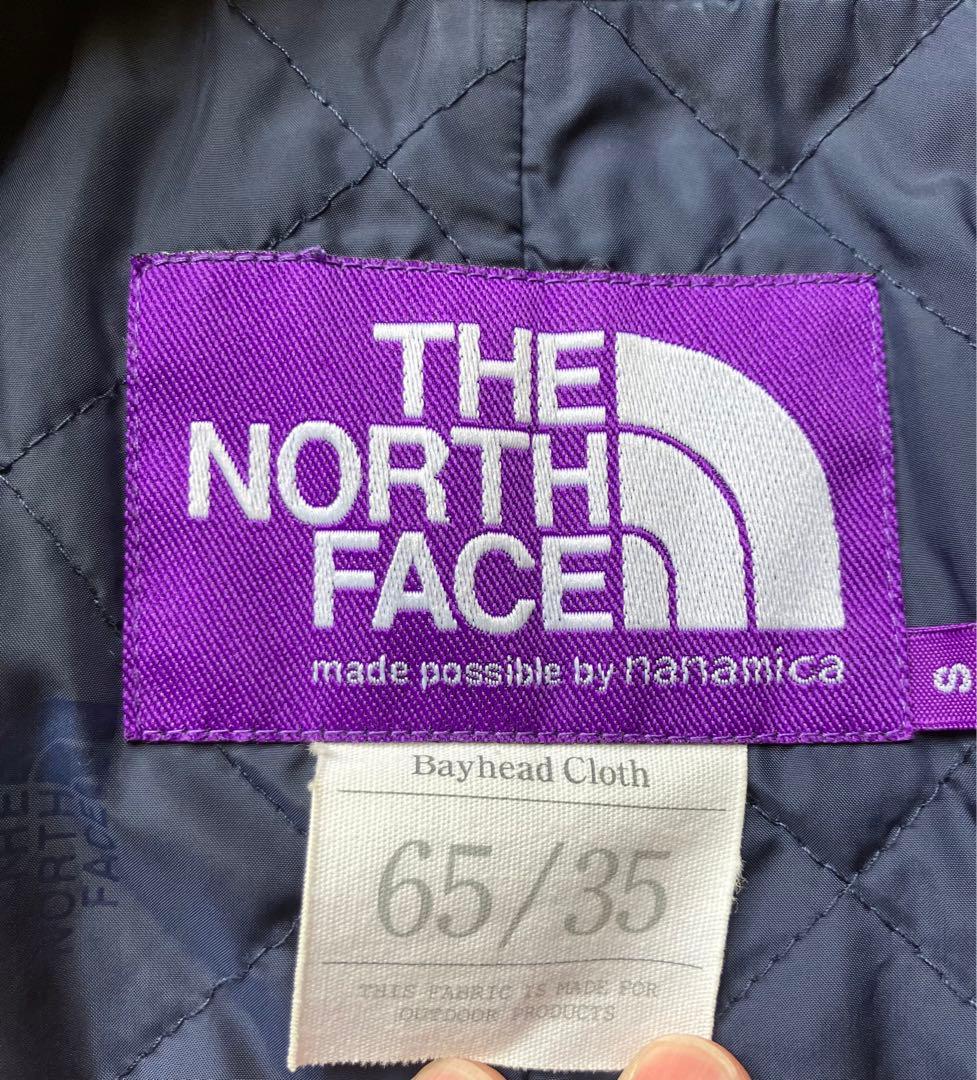 THE
NORTH
FACE
made possible by nanamica
S
Bayhead Cloth
65/35
THIS FABRIC IS MADE FOR
OUTDOOR PRODUCTS
THE
NORTH
FACE